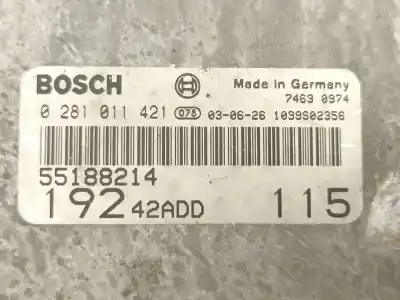 BOSCH Made in Germany
7463 0974
0 281 011 421 078 03-06-26 1039S02356
55188214
192 42ADD 115